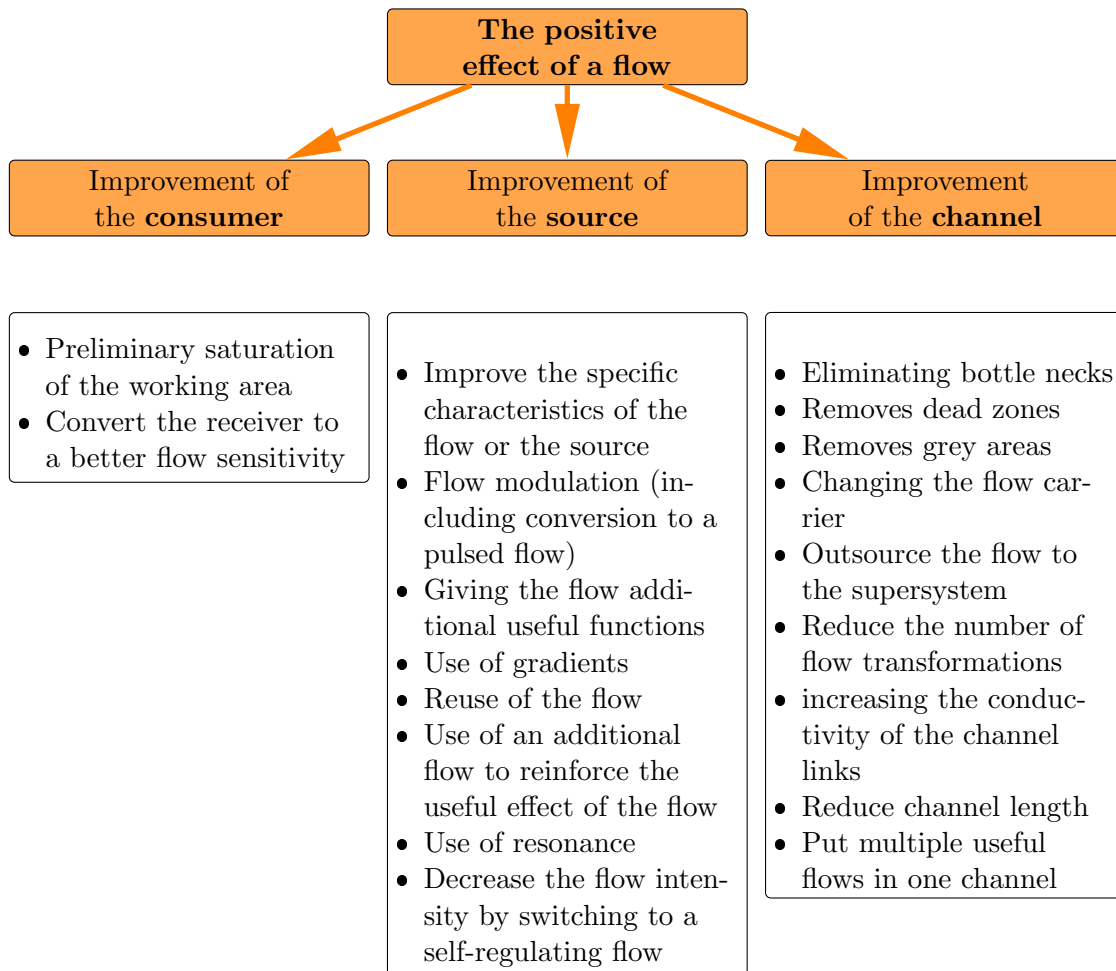 The positive
effect of a flow
Improvement of
the consumer
Improvement of
the source
Improvement
of the channel
• Preliminary saturation
of the working area
• Convert the receiver to
a better flow sensitivity
• Improve the specific
characteristics of the
flow or the source
• Flow modulation (in-
cluding conversion to a
pulsed flow)
• Giving the flow addi-
tional useful functions
• Use of gradients
• Reuse of the flow
• Use of an additional
flow to reinforce the
useful effect of the flow
• Use of resonance
• Decrease the flow inten-
sity by switching to a
self-regulating flow
• Eliminating bottle necks
• Removes dead zones
• Removes grey areas
• Changing the flow car-
rier
• Outsource the flow to
the supersystem
• Reduce the number of
flow transformations
• increasing the conduc-
tivity of the channel
links
• Reduce channel length
• Put multiple useful
flows in one channel